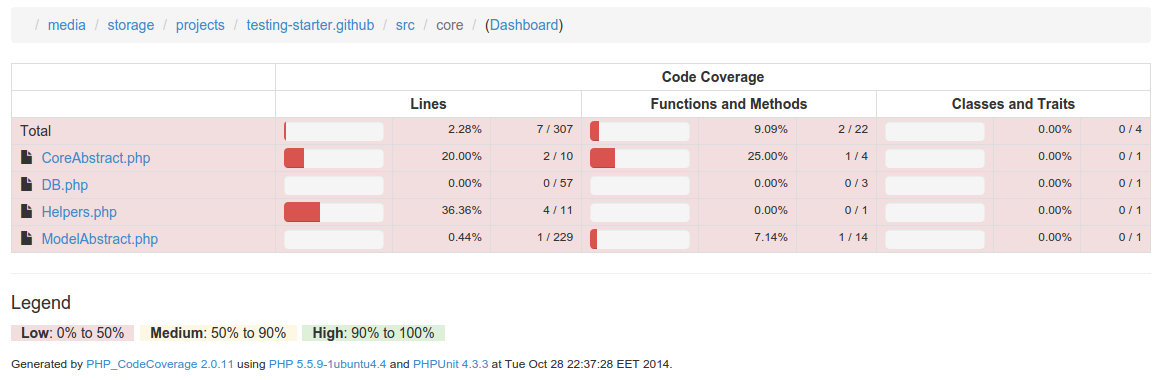 / media / storage / projects / testing-starter.github / src / core / (Dashboard)
Code Coverage
Lines Functions and Methods Classes and Traits
Total 2.28% 7 / 307 9.09% 2 / 22 0.00% 0 / 4
CoreAbstract.php 20.00% 2 / 10 25.00% 1 / 4 0.00% 0 / 1
DB.php 0.00% 0 / 57 0.00% 0 / 3 0.00% 0 / 1
Helpers.php 36.36% 4 / 11 0.00% 0 / 1 0.00% 0 / 1
ModelAbstract.php 0.44% 1 / 229 7.14% 1 / 14 0.00% 0 / 1
Legend
Low: 0% to 50% Medium: 50% to 90% High: 90% to 100%
Generated by PHP_CodeCoverage 2.0.11 using PHP 5.5.9-1ubuntu4.4 and PHPUnit 4.3.3 at Tue Oct 28 22:37:28 EET 2014.